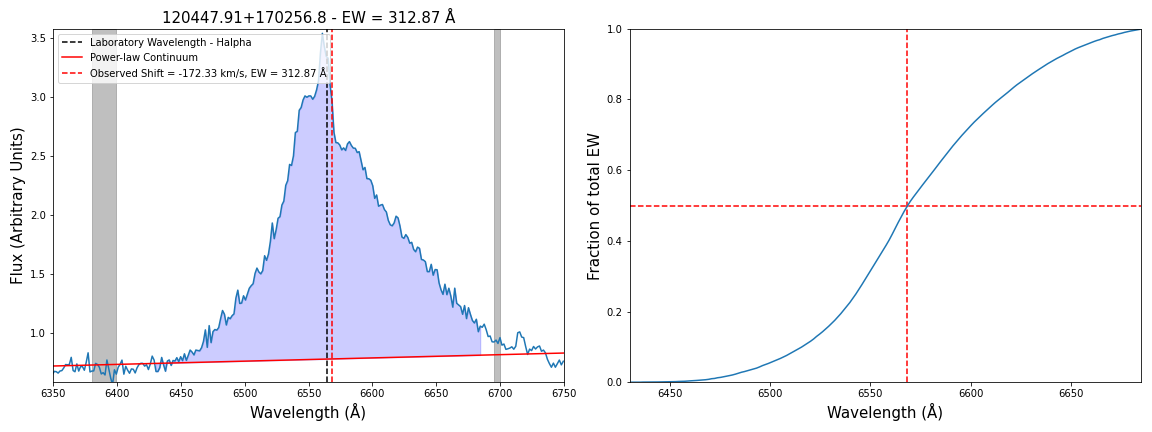 120447.91+170256.8 - EW = 312.87 Å
Flux (Arbitrary Units)
3.5
3.0
2.5
2.0
1.5
1.0
Laboratory Wavelength - Halpha
Power-law Continuum
Observed Shift = -172.33 km/s, EW = 312.87 Å
6350 6400 6450 6500 6550 6600 6650 6700 6750
Wavelength (Å)
Fraction of total EW
1.0
0.8
0.6
0.4
0.2
0.0
6450 6500 6550 6600 6650
Wavelength (Å)